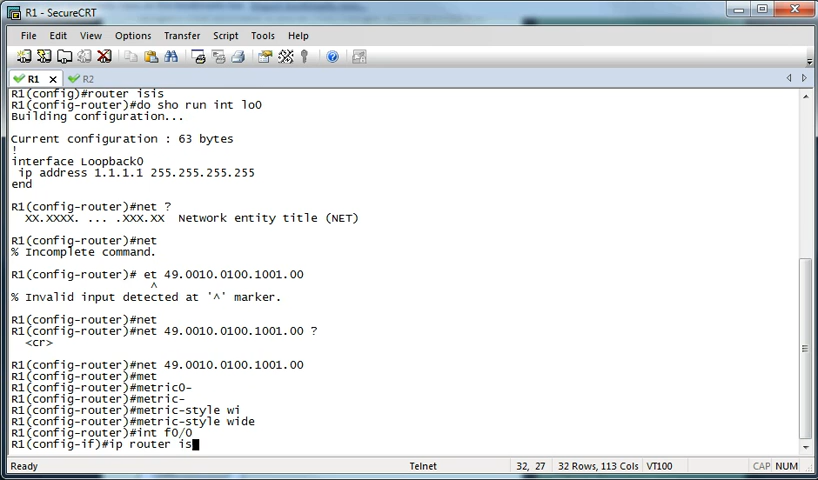 R1 - SecureCRT
File Edit View Options Transfer Script Tools Help
R1 R2
R1(config)#router isis
R1(config-router)#do sho run int lo0
Building configuration...
Current configuration : 63 bytes
!
interface Loopback0
ip address 1.1.1.1 255.255.255.255
end
R1(config-router)#net ?
XX.XXXX. ... .XXX.XX Network entity title (NET)
R1(config-router)#net
% Incomplete command.
R1(config-router)# et 49.0010.0100.1001.00
^
% Invalid input detected at '^' marker.
R1(config-router)#net
R1(config-router)#net 49.0010.0100.1001.00 ?
<cr>
R1(config-router)#net 49.0010.0100.1001.00
R1(config-router)#met
R1(config-router)#metric0-
R1(config-router)#metric-
R1(config-router)#metric-style wi
R1(config-router)#metric-style wide
R1(config-router)#int f0/0
R1(config-if)#ip router is
Ready Telnet 32, 27 32 Rows, 113 Cols VT100 CAP NUM